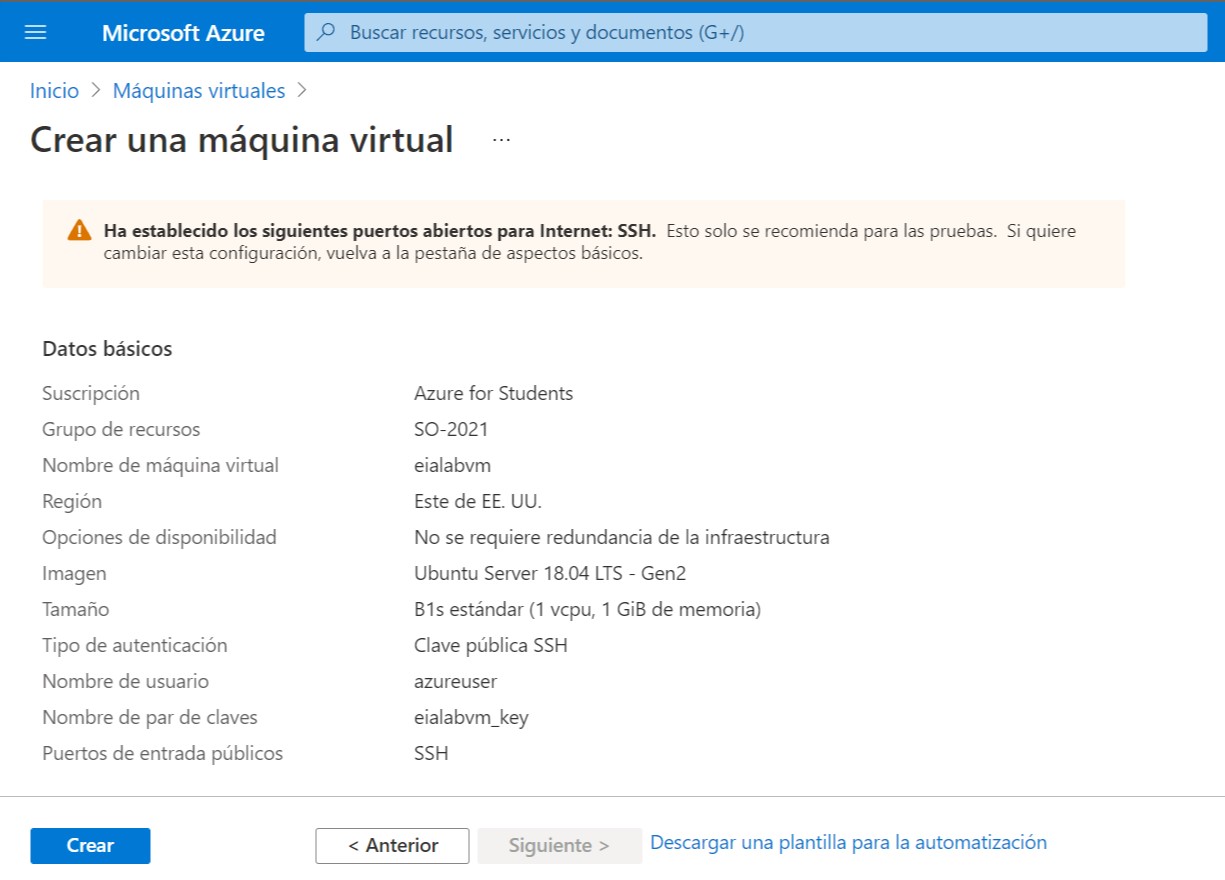 Microsoft Azure
Buscar recursos, servicios y documentos (G+/)
Inicio > Máquinas virtuales >
Crear una máquina virtual ...
Ha establecido los siguientes puertos abiertos para Internet: SSH. Esto solo se recomienda para las pruebas. Si quiere
cambiar esta configuración, vuelva a la pestaña de aspectos básicos.
Datos básicos
Suscripción Azure for Students
Grupo de recursos SO-2021
Nombre de máquina virtual eialabvm
Región Este de EE. UU.
Opciones de disponibilidad No se requiere redundancia de la infraestructura
Imagen Ubuntu Server 18.04 LTS - Gen2
Tamaño B1s estándar (1 vcpu, 1 GiB de memoria)
Tipo de autenticación Clave pública SSH
Nombre de usuario azureuser
Nombre de par de claves eialabvm_key
Puertos de entrada públicos SSH
Crear < Anterior Siguiente > Descargar una plantilla para la automatización